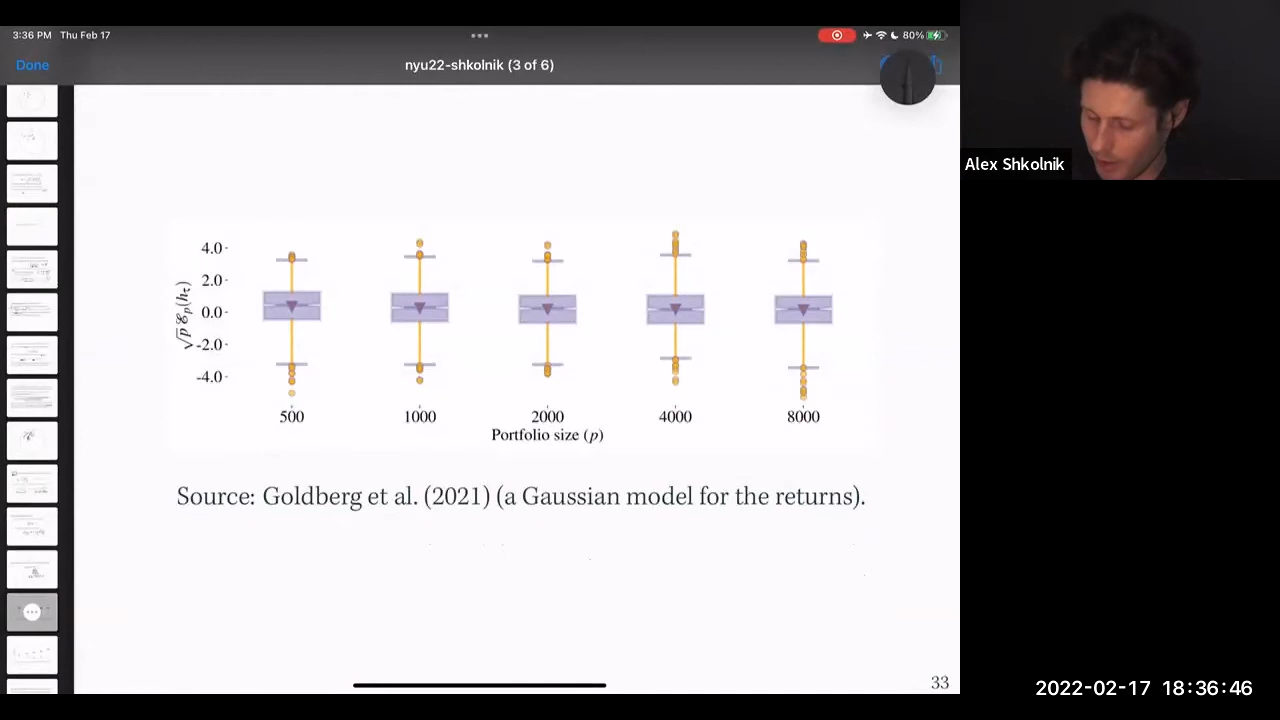 3:36 PM Thu Feb 17
80%
Done
nyu22-shkolnik (3 of 6)
Alex Shkolnik
4.0
2.0
0.0
-2.0
-4.0
√p ℰp(hτ)
500 1000 2000 4000 8000
Portfolio size (p)
Source: Goldberg et al. (2021) (a Gaussian model for the returns).
33
2022-02-17 18:36:46